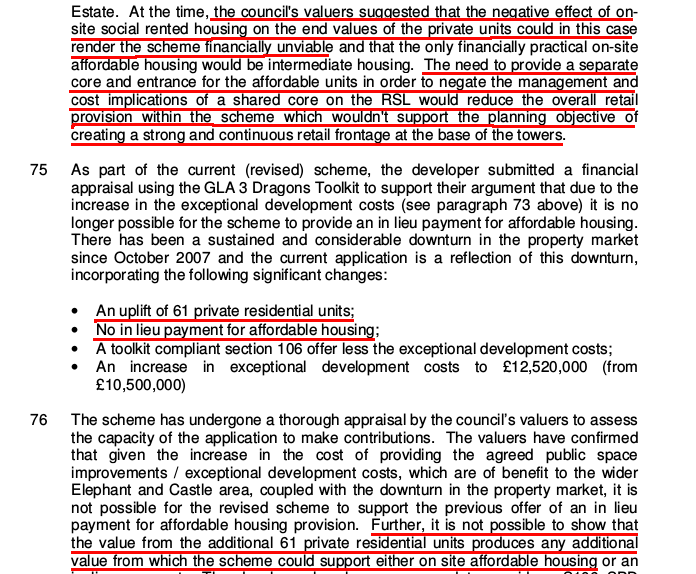 Estate. At the time, the council's valuers suggested that the negative effect of on-
site social rented housing on the end values of the private units could in this case
render the scheme financially unviable and that the only financially practical on-site
affordable housing would be intermediate housing. The need to provide a separate
core and entrance for the affordable units in order to negate the management and
cost implications of a shared core on the RSL would reduce the overall retail
provision within the scheme which wouldn't support the planning objective of
creating a strong and continuous retail frontage at the base of the towers.
75 As part of the current (revised) scheme, the developer submitted a financial
appraisal using the GLA 3 Dragons Toolkit to support their argument that due to the
increase in the exceptional development costs (see paragraph 73 above) it is no
longer possible for the scheme to provide an in lieu payment for affordable housing.
There has been a sustained and considerable downturn in the property market
since October 2007 and the current application is a reflection of this downturn,
incorporating the following significant changes:
• An uplift of 61 private residential units;
• No in lieu payment for affordable housing;
• A toolkit compliant section 106 offer less the exceptional development costs;
• An increase in exceptional development costs to £12,520,000 (from
£10,500,000)
76 The scheme has undergone a thorough appraisal by the council's valuers to assess
the capacity of the application to make contributions. The valuers have confirmed
that given the increase in the cost of providing the agreed public space
improvements / exceptional development costs, which are of benefit to the wider
Elephant and Castle area, coupled with the downturn in the property market, it is
not possible for the revised scheme to support the previous offer of an in lieu
payment for affordable housing provision. Further, it is not possible to show that
the value from the additional 61 private residential units produces any additional
value from which the scheme could support either on site affordable housing or an